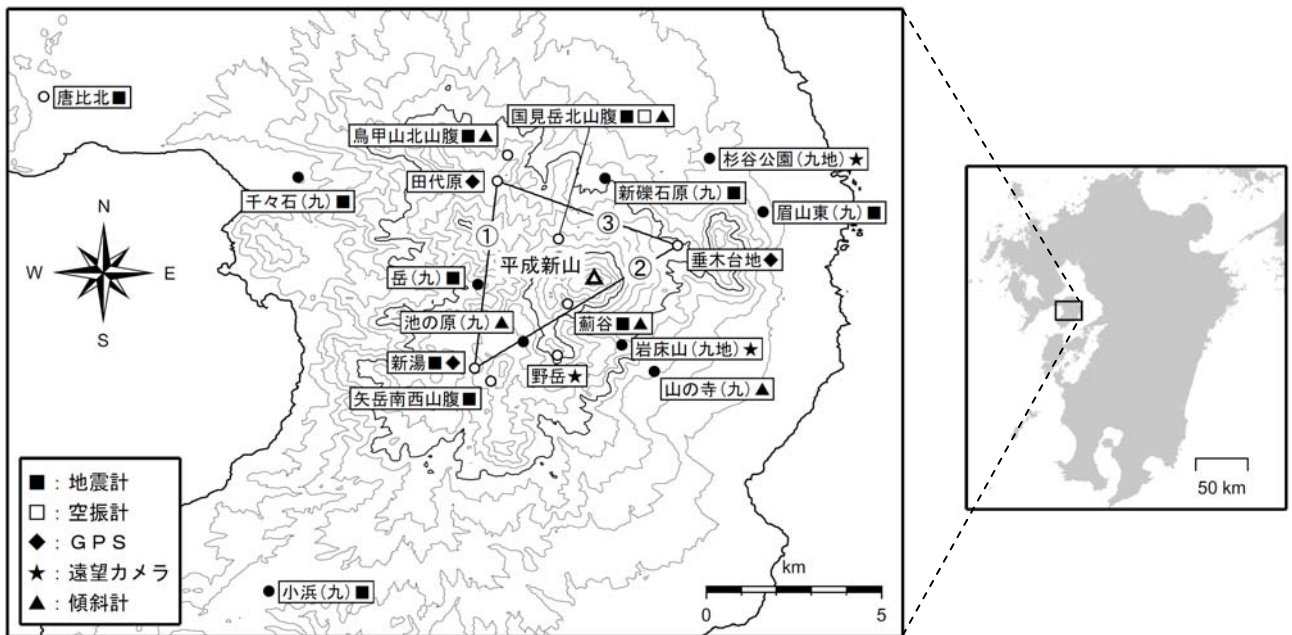 唐比北■
国見岳北山腹■□▲
鳥甲山北山腹■▲
杉谷公園(九地)★
田代原◆
新礫石原(九)■
千々石(九)■
眉山東(九)■
N
W
E
S
①
③
②
平成新山
垂木台地◆
岳(九)■
池の原(九)▲
薊谷■▲
岩床山(九地)★
新湯■◆
野岳★
山の寺(九)▲
矢岳南西山腹■
小浜(九)■
■：地震計
□：空振計
◆：GPS
★：遠望カメラ
▲：傾斜計
km
0
5
50 km